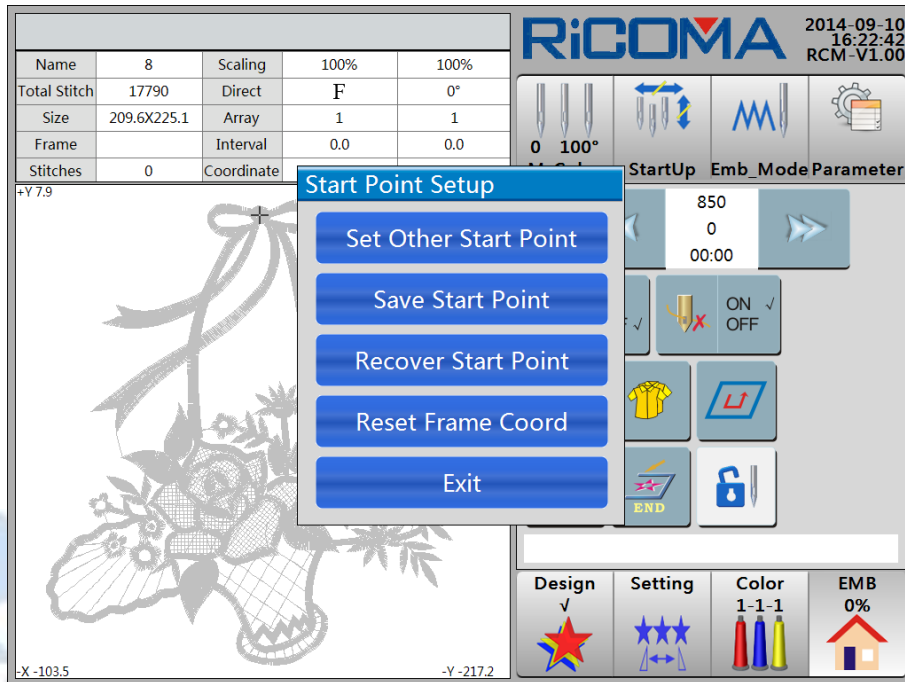 RiCOMA
2014-09-10
16:22:42
RCM-V1.00
Name 8 Scaling 100% 100%
Total Stitch 17790 Direct F 0°
Size 209.6X225.1 Array 1 1
Frame Interval 0.0 0.0
Stitches 0 Coordinate
0 100°
StartUp
Emb_Mode
Parameter
+Y 7.9
Start Point Setup
Set Other Start Point
Save Start Point
Recover Start Point
Reset Frame Coord
Exit
850
0
00:00
ON √
OFF
√
END
-X -103.5
-Y -217.2
Design
√
Setting
Color
1-1-1
EMB
0%